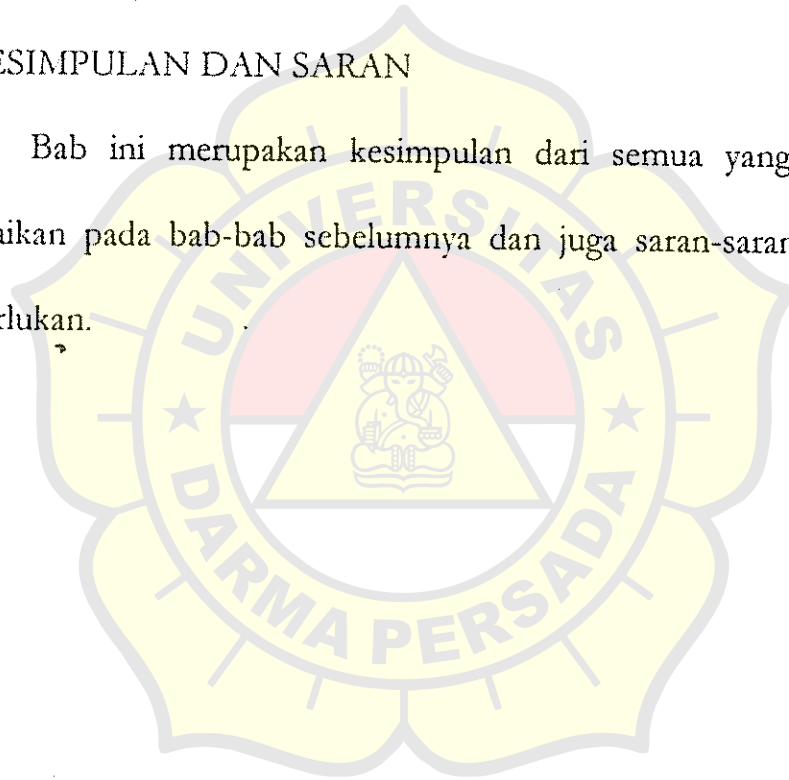 ESIMPULAN DAN SARAN
Bab ini merupakan kesimpulan dari semua yang
aikan pada bab-bab sebelumnya dan juga saran-saran
rlukan.
UNIVERSITAS
DARMA PERSADA